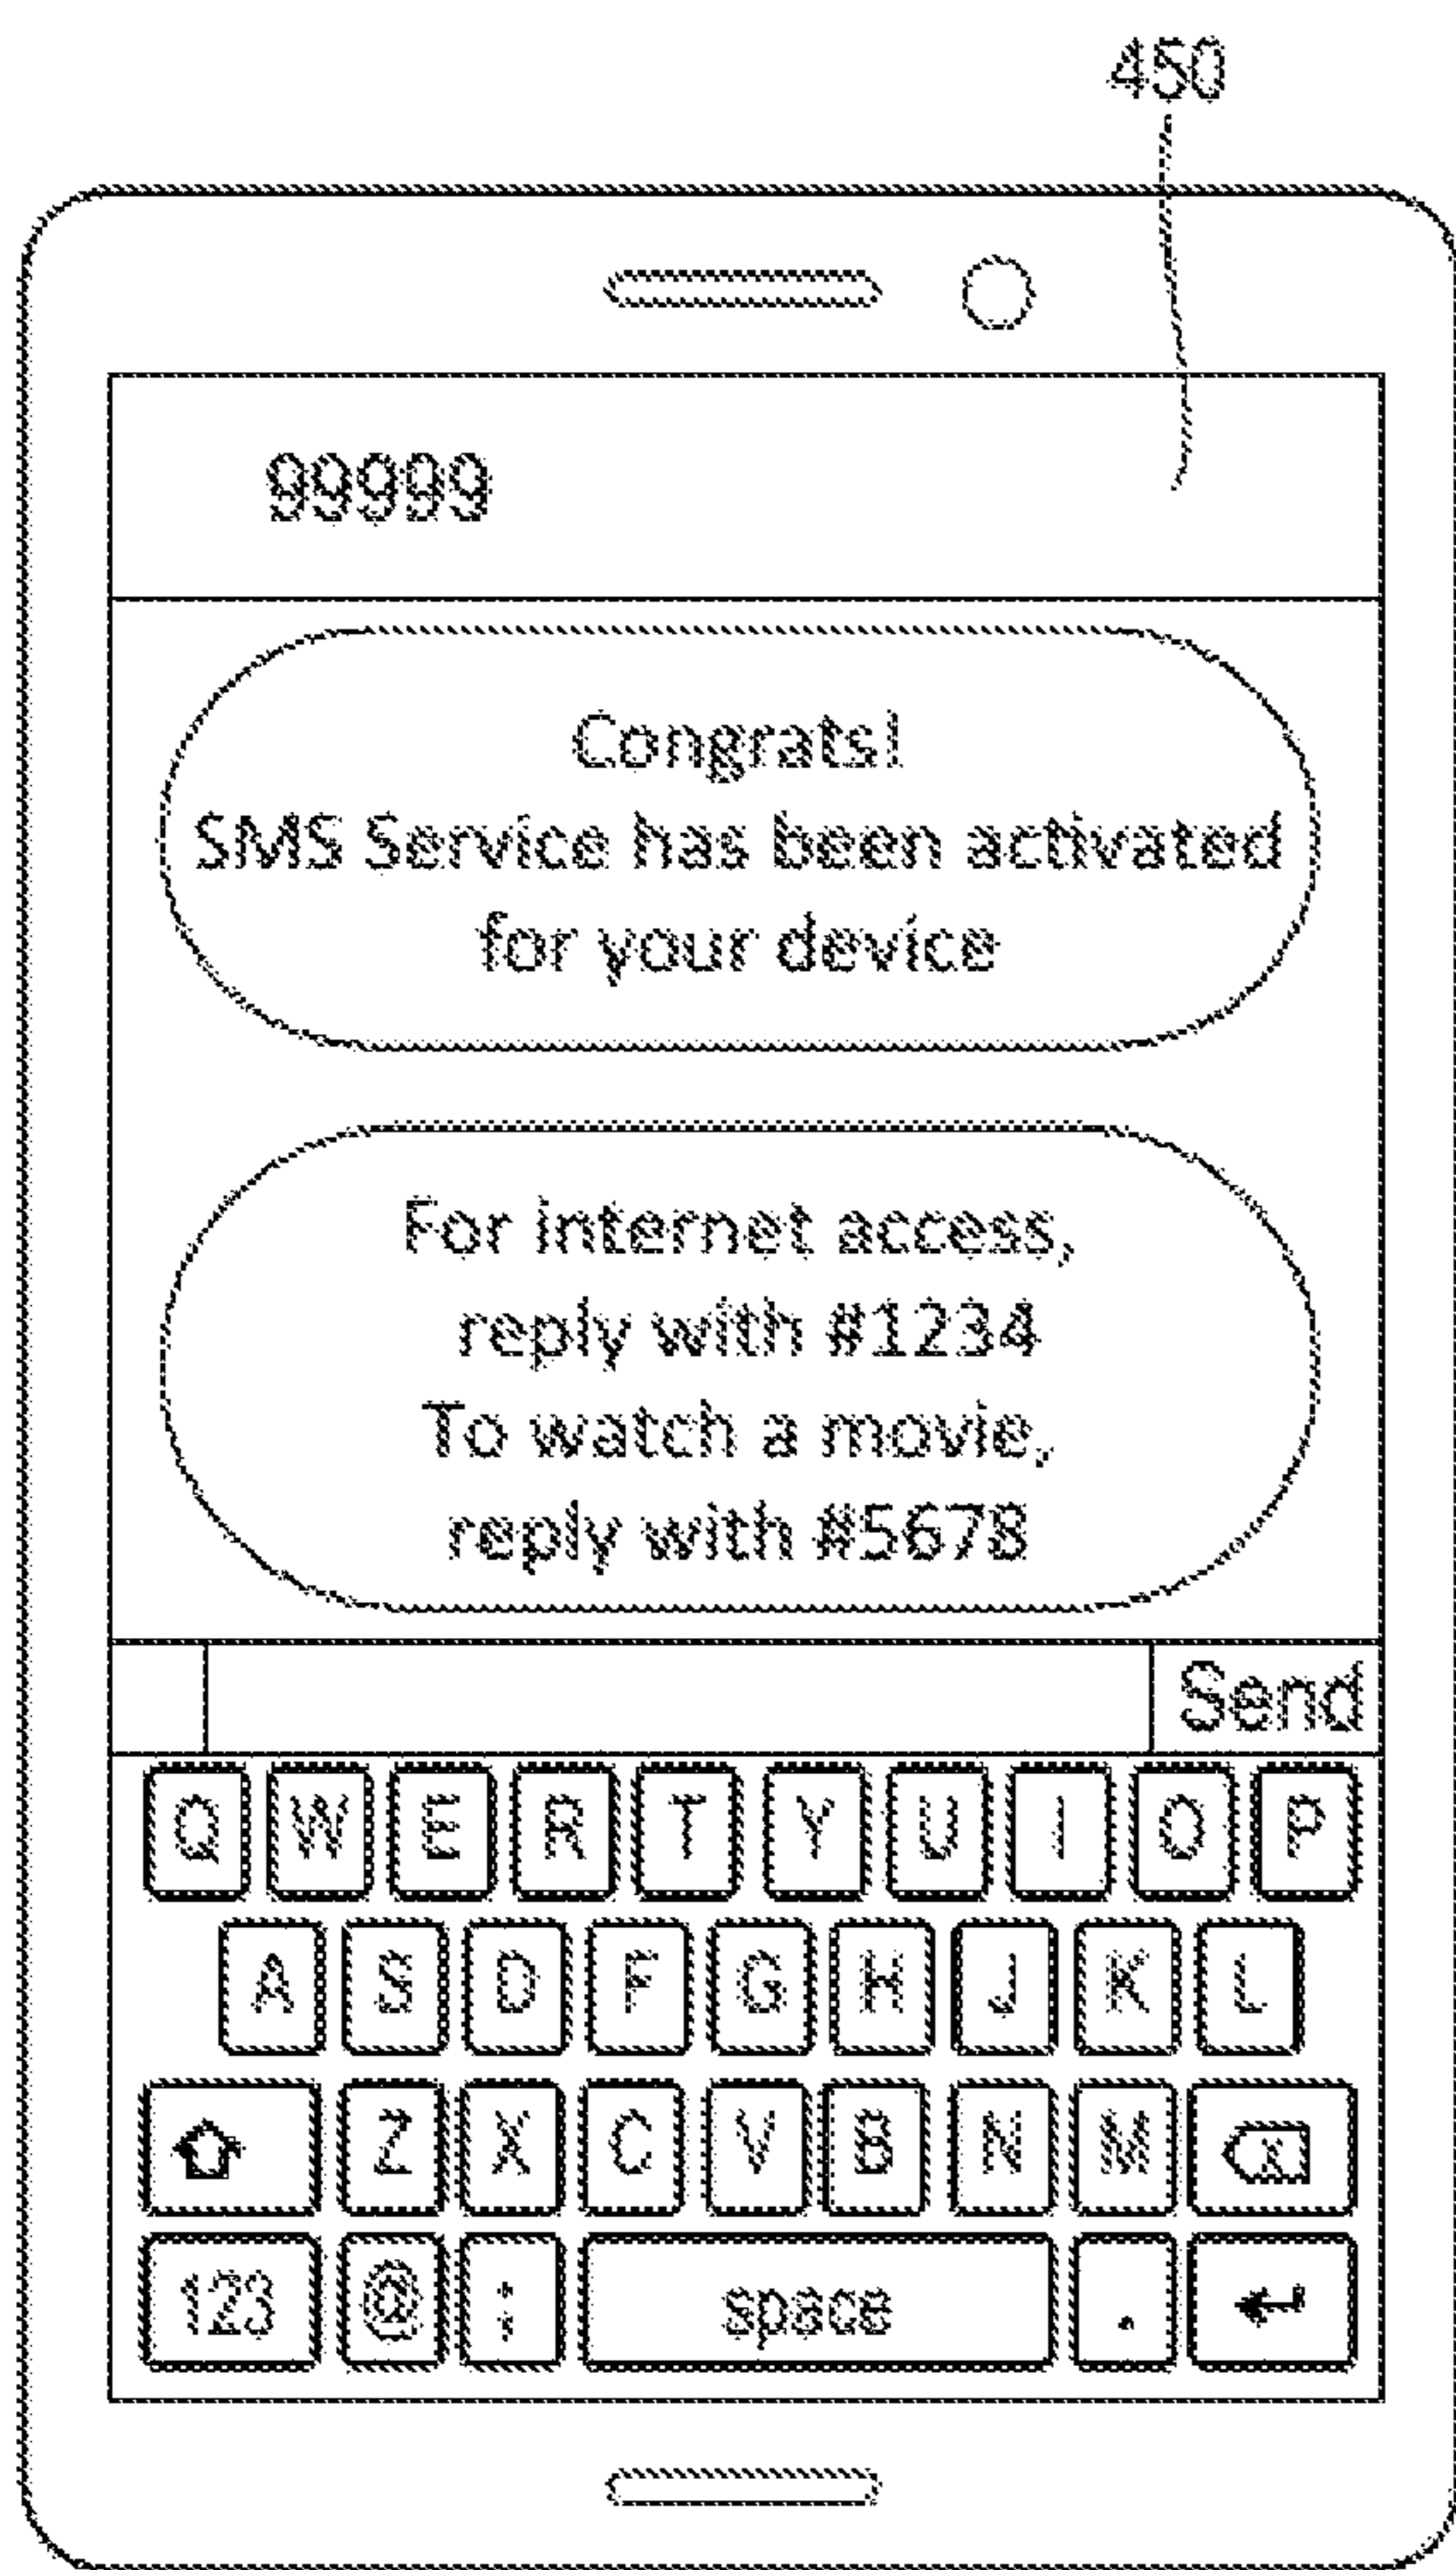 450
99999
Congrats!
SMS Service has been activated
for your device
For internet access,
reply with #1234
To watch a movie,
reply with #5678
Send
Q W E R T Y U I O P
A S D F G H J K L
Z X C V B N M X
123 @ : space .